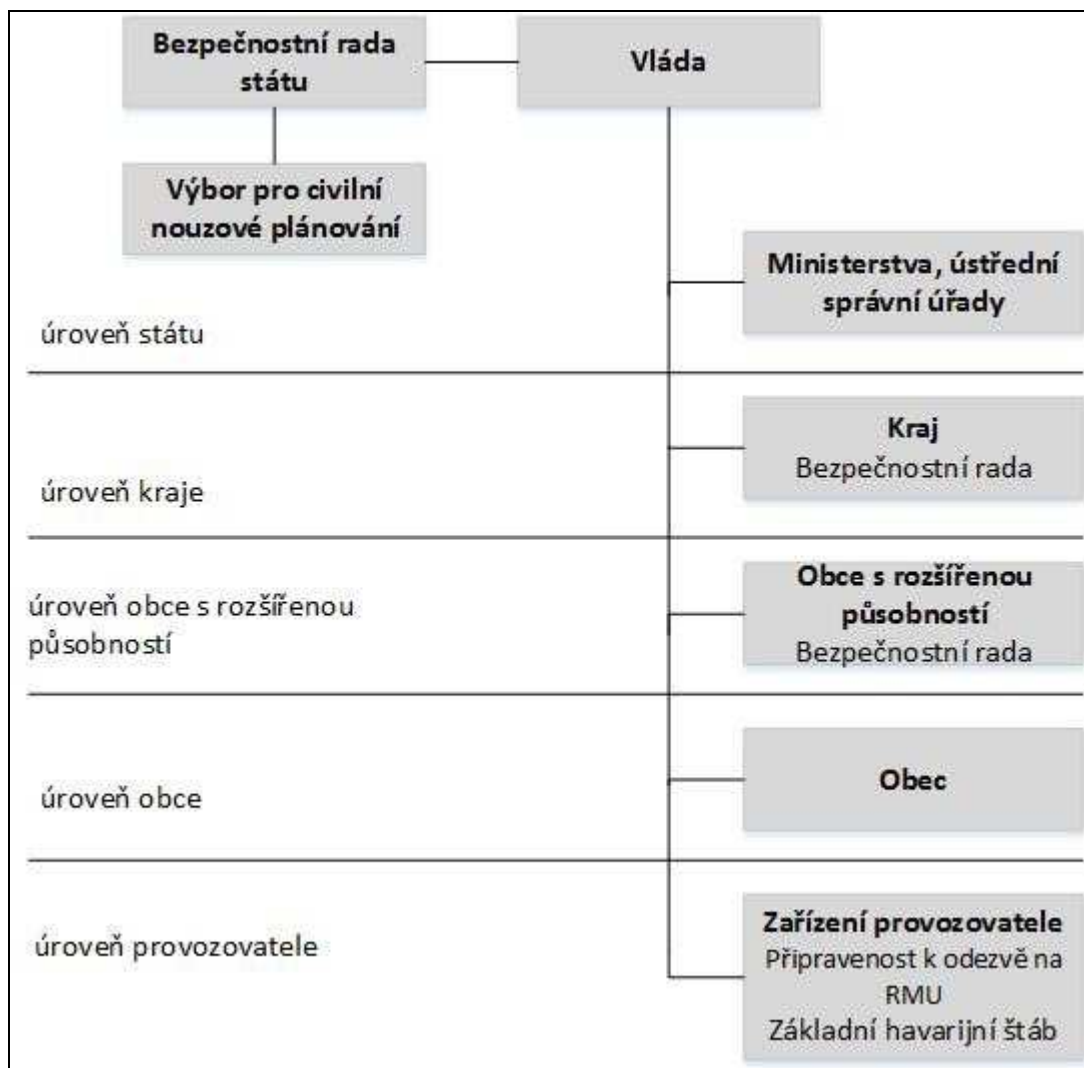 Bezpečnostní rada
státu
Vláda
Výbor pro civilní
nouzové plánování
Ministerstva, ústřední
správní úřady
úroveň státu
Kraj
Bezpečnostní rada
úroveň kraje
Obce s rozšířenou
působností
Bezpečnostní rada
úroveň obce s rozšířenou
působností
Obec
úroveň obce
Zařízení provozovatele
Připravenost k odezvě na
RMU
Základní havarijní štáb
úroveň provozovatele